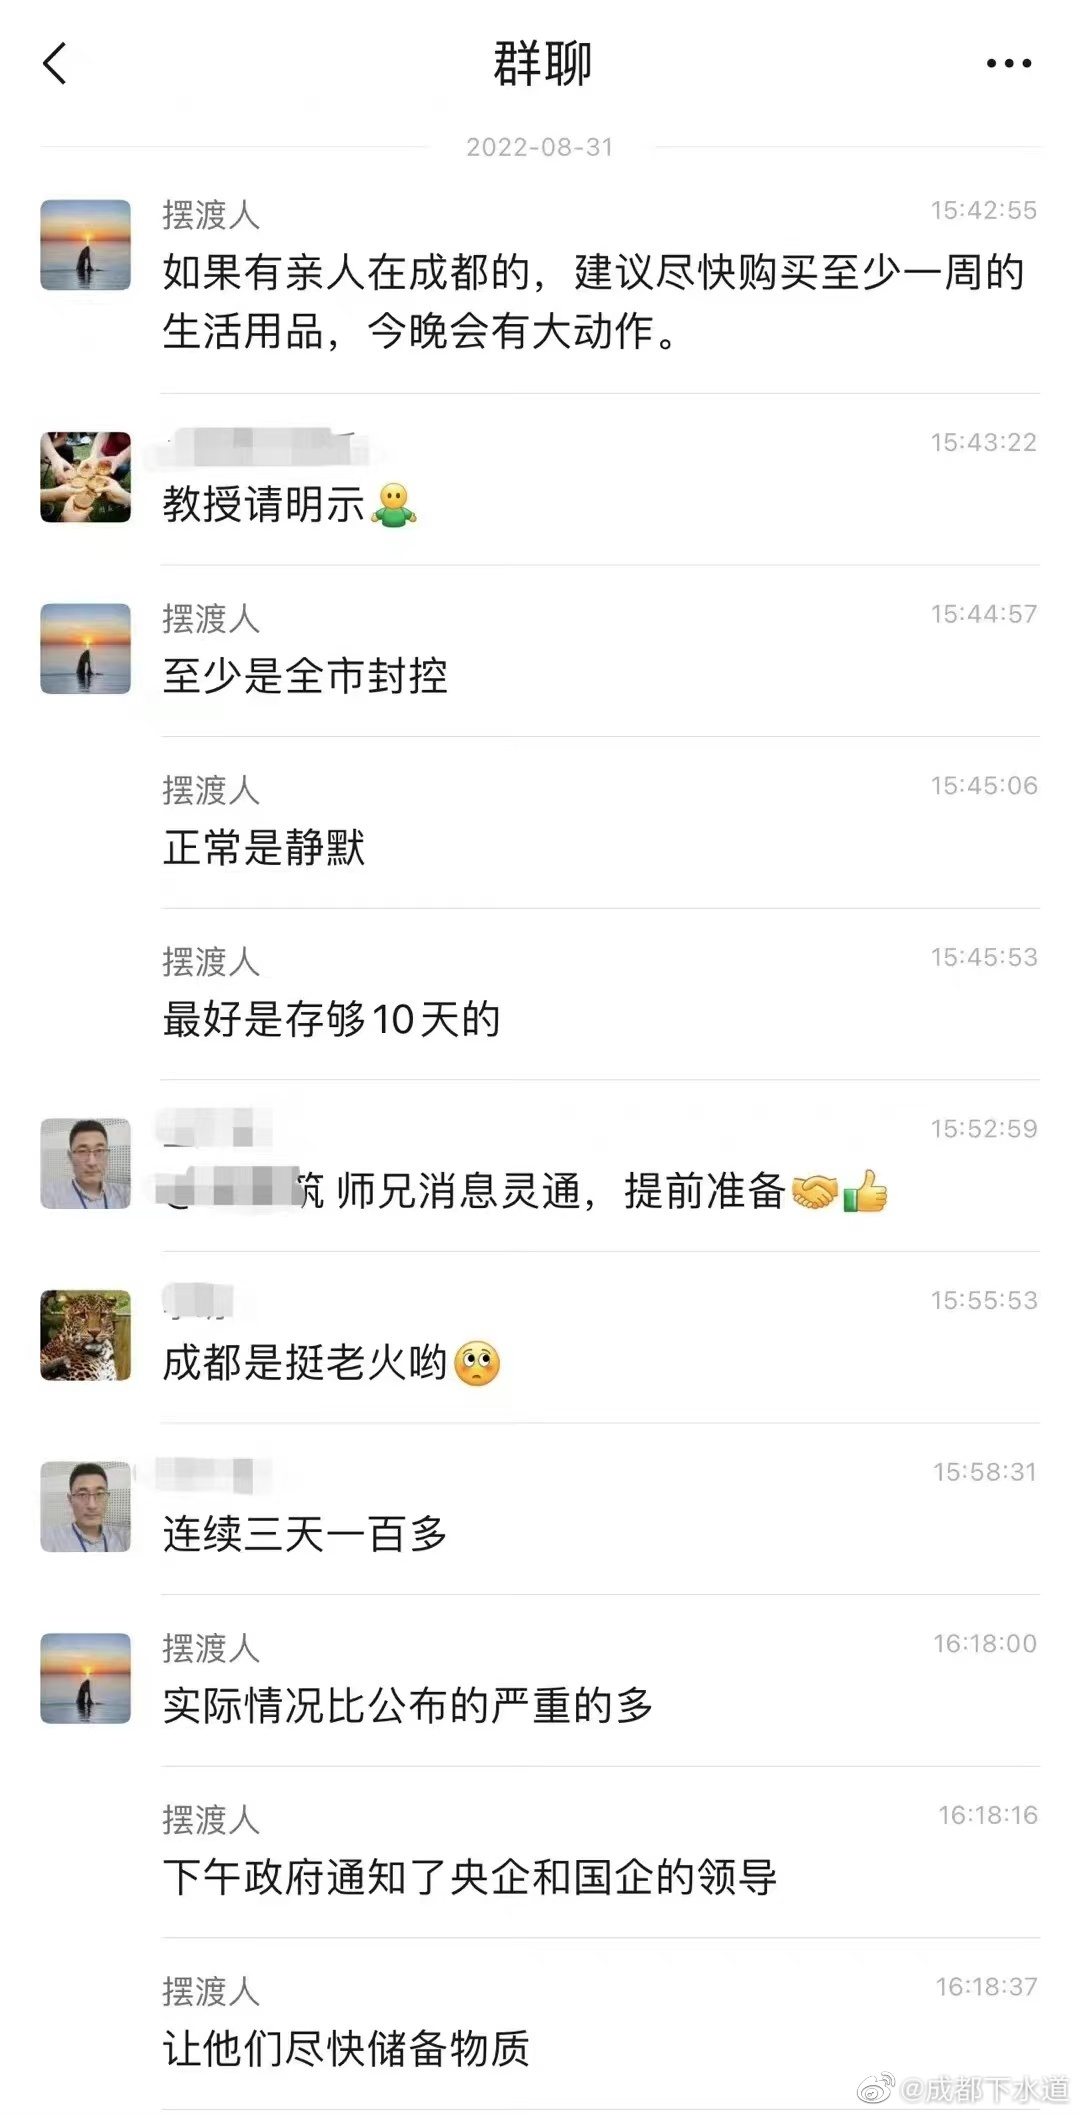 群聊
2022-08-31
摆渡人
15:42:55
如果有亲人在成都的，建议尽快购买至少一周的
生活用品，今晚会有大动作。
15:43:22
教授请明示
摆渡人
15:44:57
至少是全市封控
摆渡人
15:45:06
正常是静默
摆渡人
15:45:53
最好是存够10天的
15:52:59
筑 师兄消息灵通，提前准备🤝👍
15:55:53
成都是挺老火哟🥺
15:58:31
连续三天一百多
摆渡人
16:18:00
实际情况比公布的严重的多
摆渡人
16:18:16
下午政府通知了央企和国企的领导
摆渡人
16:18:37
让他们尽快储备物质
@成都下水道